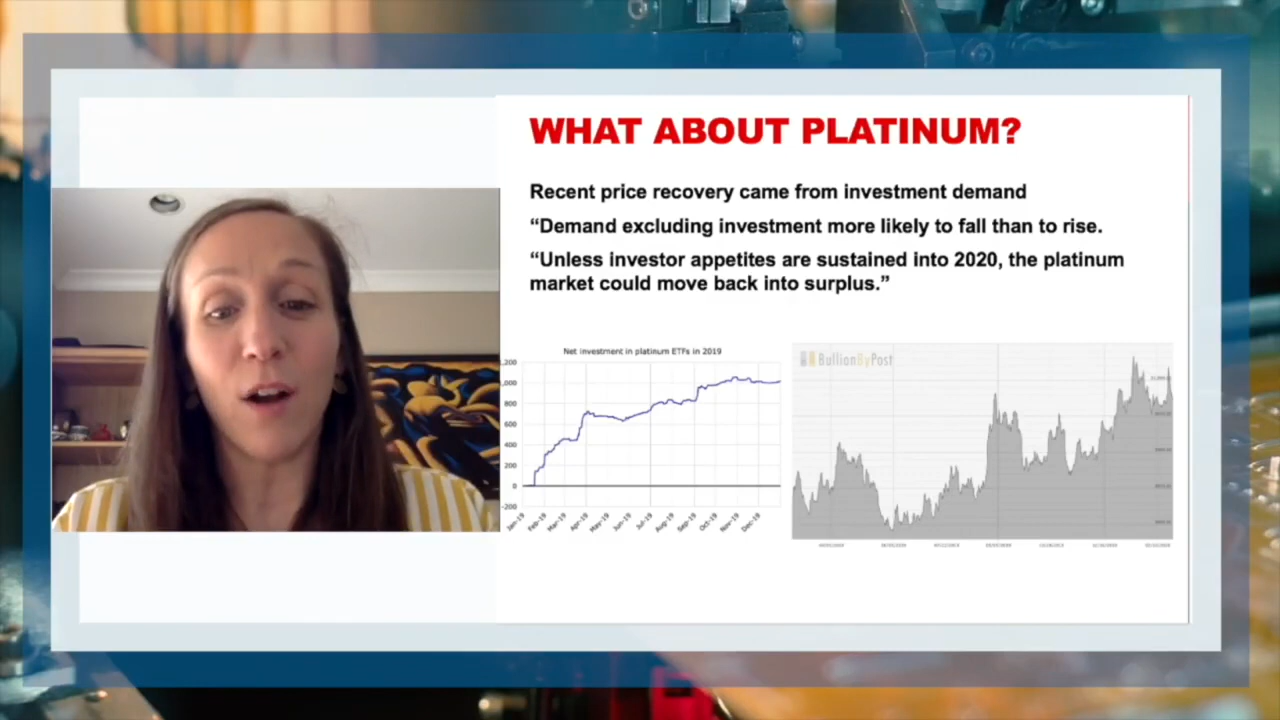 WHAT ABOUT PLATINUM?
Recent price recovery came from investment demand
“Demand excluding investment more likely to fall than to rise.
“Unless investor appetites are sustained into 2020, the platinum
market could move back into surplus.”
Net investment in platinum ETFs in 2019
,200
,000
800
600
400
200
0
-200
Jan-19
Feb-19
Mar-19
Apr-19
May-19
Jun-19
Jul-19
Aug-19
Sep-19
Oct-19
Nov-19
Dec-19
BullionByPost